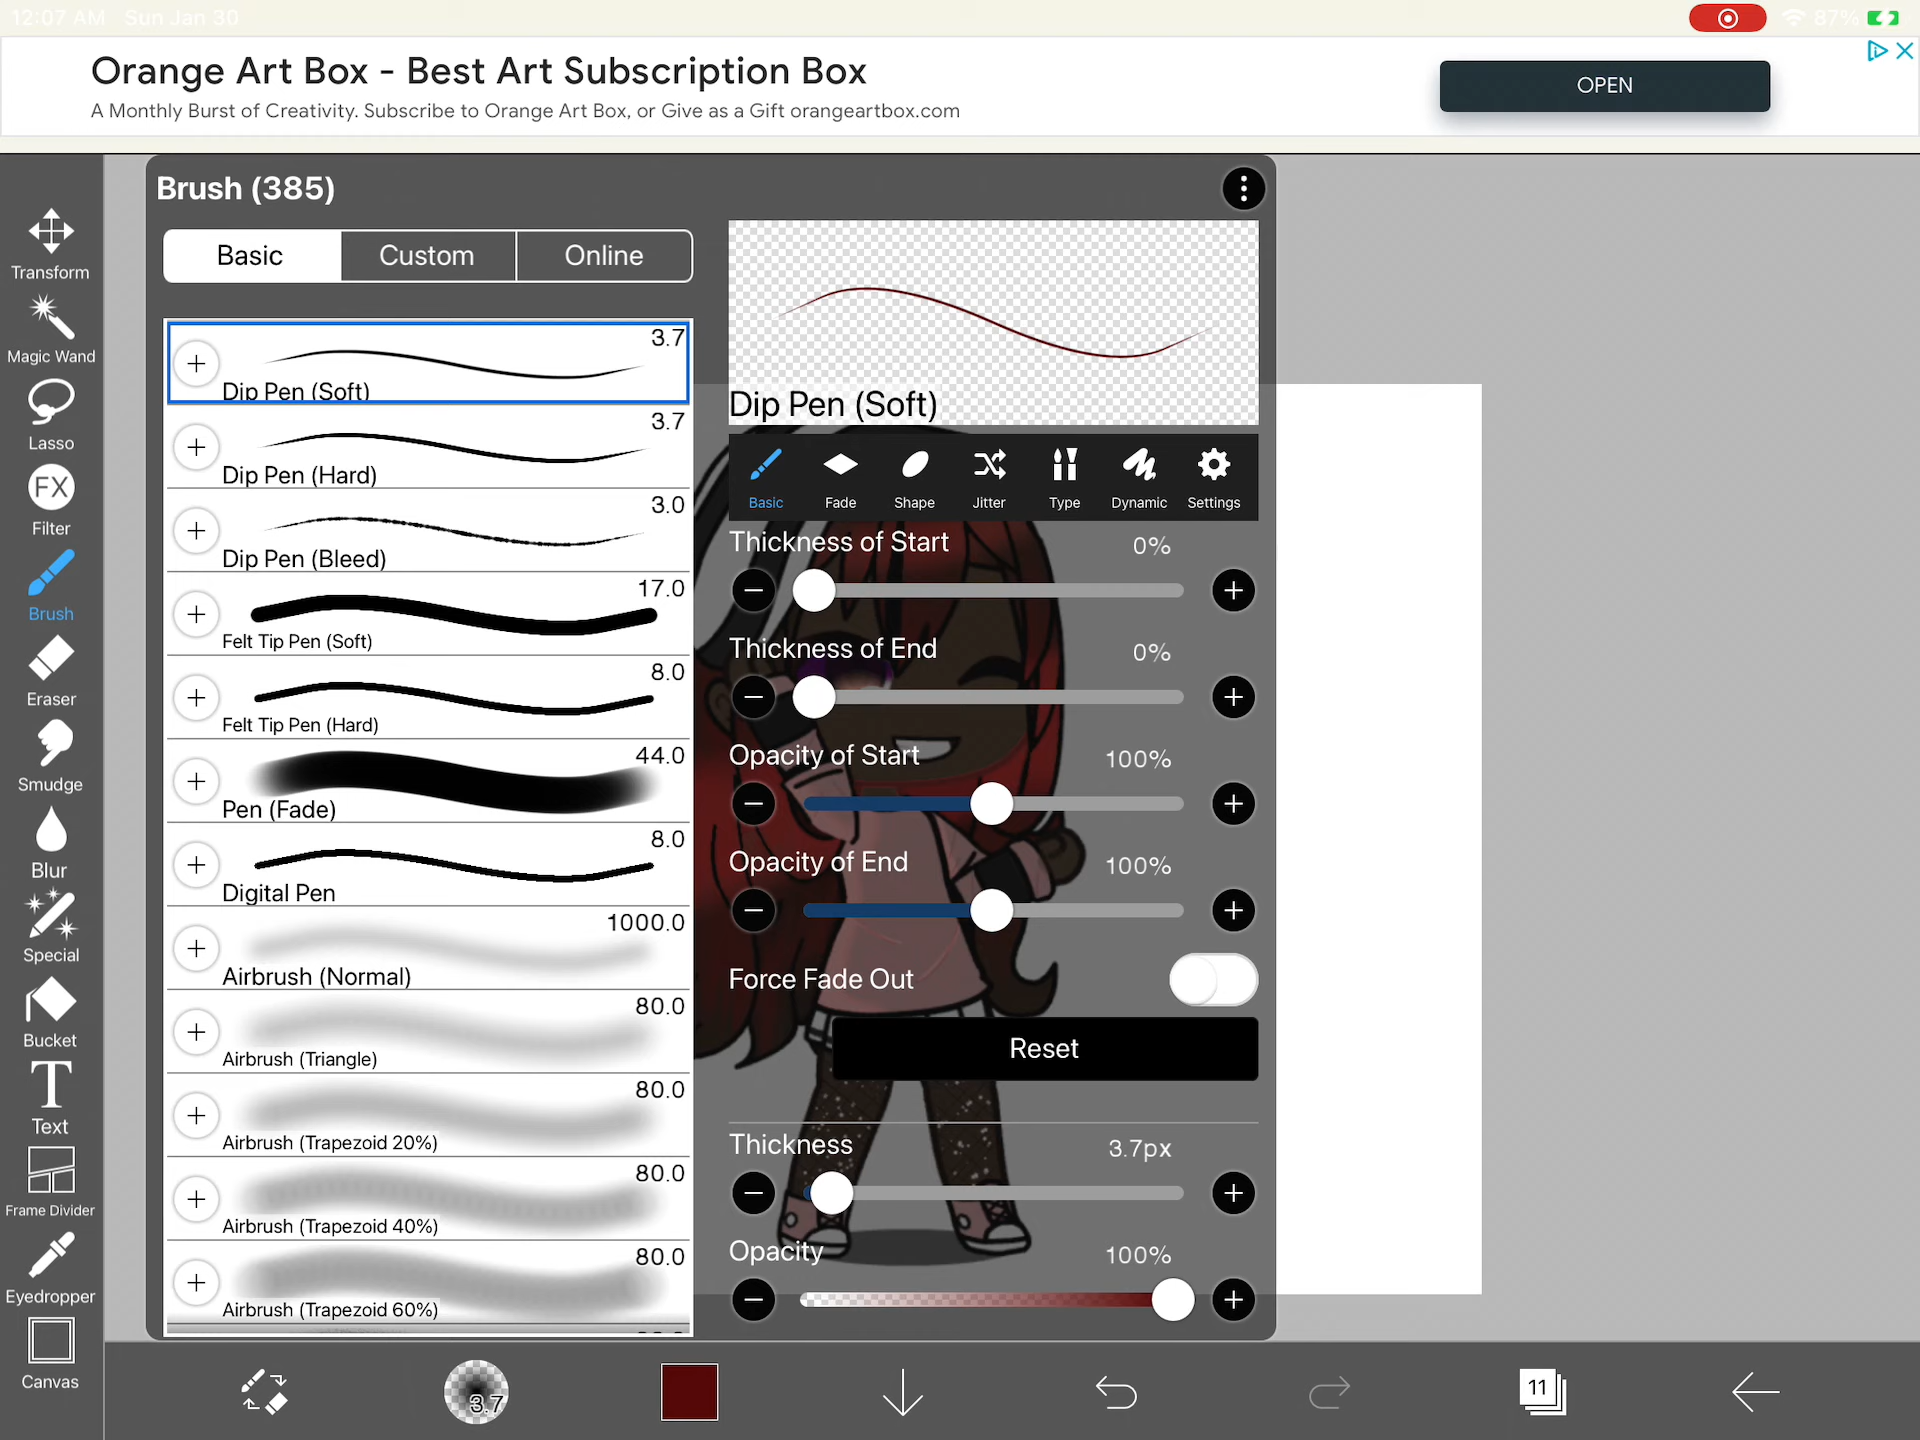 12:07 AM Sun Jan 30
87%
Orange Art Box - Best Art Subscription Box
A Monthly Burst of Creativity. Subscribe to Orange Art Box, or Give as a Gift orangeartbox.com
OPEN
Transform
Magic Wand
Lasso
FX
Filter
Brush
Eraser
Smudge
Blur
Special
Bucket
T
Text
Frame Divider
Eyedropper
Canvas
Brush (385)
Basic
Custom
Online
3.7
Dip Pen (Soft)
3.7
Dip Pen (Hard)
3.0
Dip Pen (Bleed)
17.0
Felt Tip Pen (Soft)
8.0
Felt Tip Pen (Hard)
44.0
Pen (Fade)
8.0
Digital Pen
1000.0
Airbrush (Normal)
80.0
Airbrush (Triangle)
80.0
Airbrush (Trapezoid 20%)
80.0
Airbrush (Trapezoid 40%)
80.0
Airbrush (Trapezoid 60%)
Dip Pen (Soft)
Basic
Fade
Shape
Jitter
Type
Dynamic
Settings
Thickness of Start 0%
Thickness of End 0%
Opacity of Start 100%
Opacity of End 100%
Force Fade Out
Reset
Thickness 3.7px
Opacity 100%
3.7
11